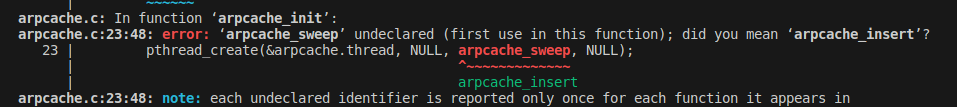 |         ~~~~~~
arpcache.c: In function ‘arpcache_init’:
arpcache.c:23:48: error: ‘arpcache_sweep’ undeclared (first use in this function); did you mean ‘arpcache_insert’?
   23 |         pthread_create(&arpcache.thread, NULL, arpcache_sweep, NULL);
      |                                                ^~~~~~~~~~~~~~
      |                                                arpcache_insert
arpcache.c:23:48: note: each undeclared identifier is reported only once for each function it appears in